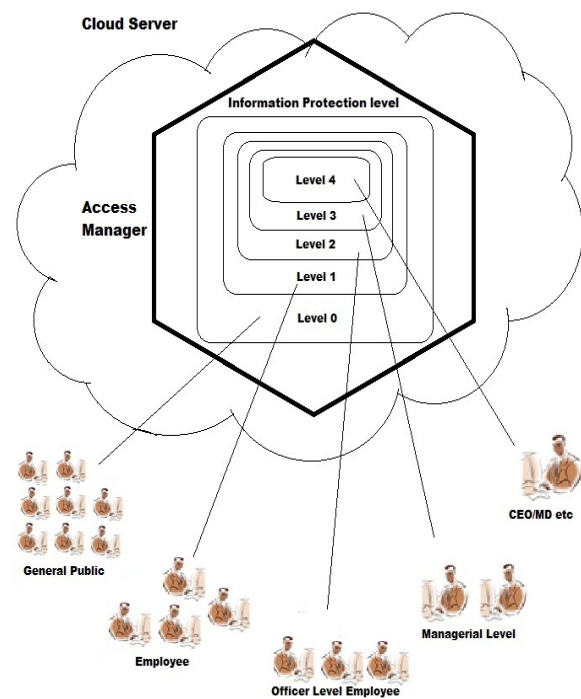 Cloud Server
Information Protection level
Level 4
Access
Manager
Level 3
Level 2
Level 1
Level 0
CEO/MD etc
General Public
Managerial Level
Employee
Officer Level Employee